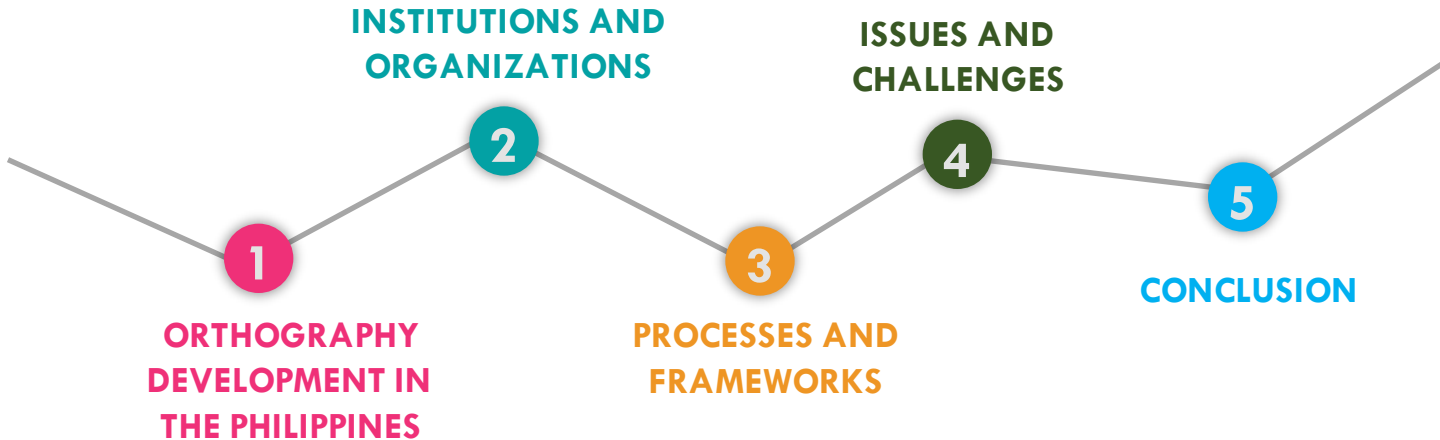 1
ORTHOGRAPHY
DEVELOPMENT IN
THE PHILIPPINES
INSTITUTIONS AND
ORGANIZATIONS
2
3
PROCESSES AND
FRAMEWORKS
ISSUES AND
CHALLENGES
4
5
CONCLUSION